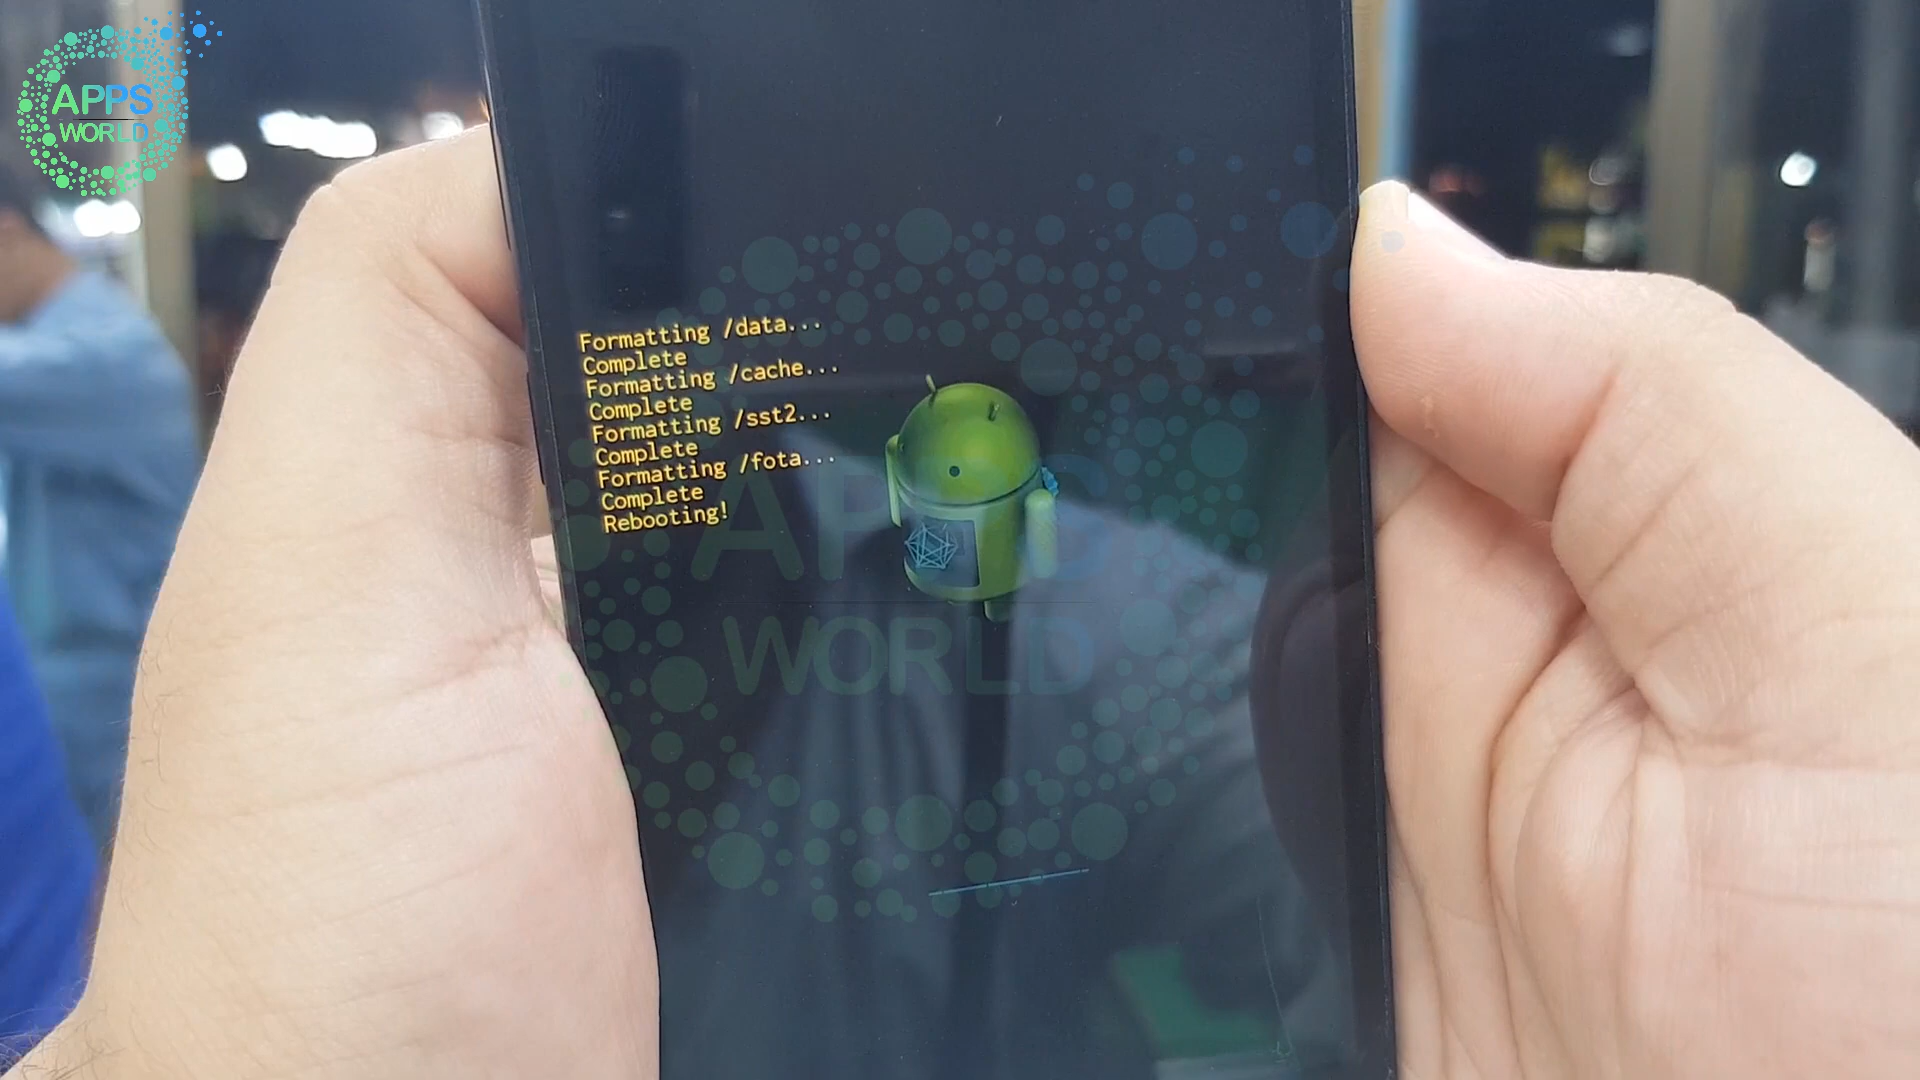 APPS
WORLD
Formatting /data...
Complete
Formatting /cache...
Complete
Formatting /sst2...
Complete
Formatting /fota...
Complete
Rebooting!
APPS
WORLD